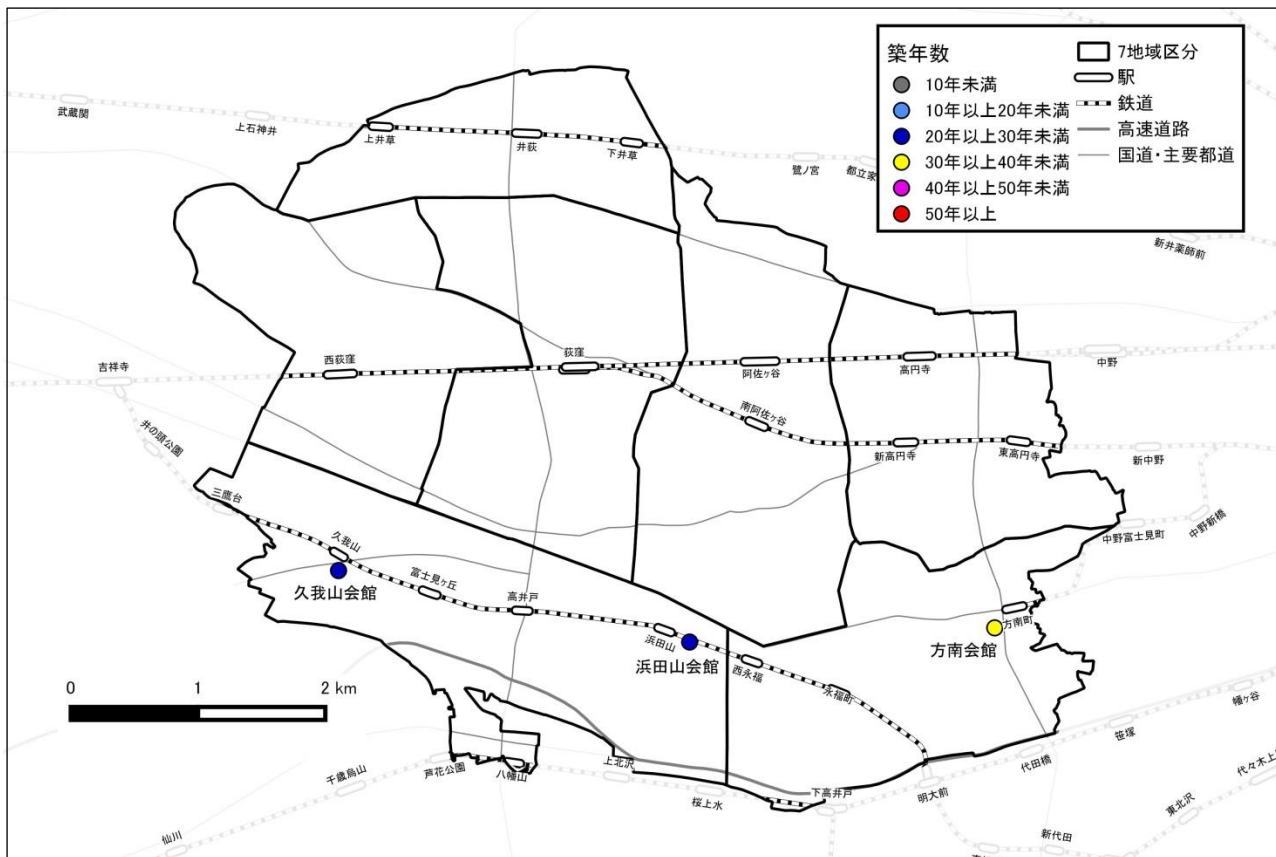 築年数
10年未満
10年以上20年未満
20年以上30年未満
30年以上40年未満
40年以上50年未満
50年以上
7地域区分
駅
鉄道
高速道路
国道・主要都道
武蔵関
上石神井
上井草
井荻
下井草
鷺ノ宮
都立家
新井薬師前
吉祥寺
西荻窪
荻窪
阿佐ヶ谷
高円寺
中野
井の頭公園
南阿佐ヶ谷
新高円寺
東高円寺
新中野
三鷹台
久我山
久我山会館
富士見ヶ丘
高井戸
浜田山
浜田山会館
西永福
永福町
方南町
方南会館
中野富士見町
中野新橋
0 1 2 km
千歳烏山
芦花公園
八幡山
上北沢
桜上水
下高井戸
明大前
代田橋
笹塚
幡ヶ谷
代々木上
東北沢
新代田
仙川